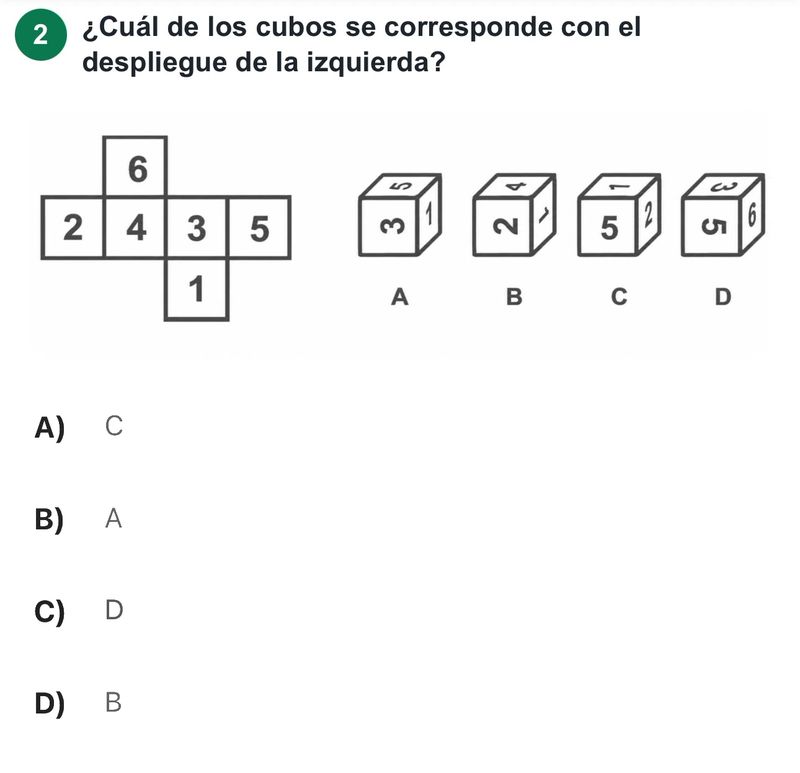 2 ¿Cuál de los cubos se corresponde con el
despliegue de la izquierda?
6
2 4 3 5
1
5
3 1
4
2 1
1
5 2
3
5 6
A B C D
A) C
B) A
C) D
D) B